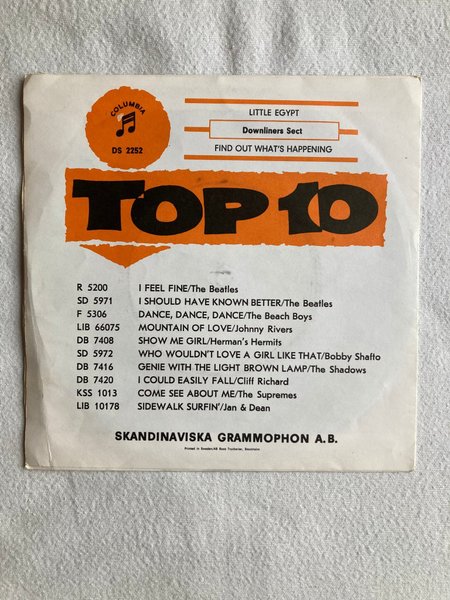 COLUMBIA
DS 2252
LITTLE EGYPT
Downliners Sect
FIND OUT WHAT'S HAPPENING
TOP 10
R 5200 I FEEL FINE/The Beatles
SD 5971 I SHOULD HAVE KNOWN BETTER/The Beatles
F 5306 DANCE, DANCE, DANCE/The Beach Boys
LIB 66075 MOUNTAIN OF LOVE/Johnny Rivers
DB 7408 SHOW ME GIRL/Herman's Hermits
SD 5972 WHO WOULDN'T LOVE A GIRL LIKE THAT/Bobby Shafto
DB 7416 GENIE WITH THE LIGHT BROWN LAMP/The Shadows
DB 7420 I COULD EASILY FALL/Cliff Richard
KSS 1013 COME SEE ABOUT ME/The Supremes
LIB 10178 SIDEWALK SURFIN'/Jan & Dean
SKANDINAVISKA GRAMMOPHON A.B.
Printed in Sweden/AB